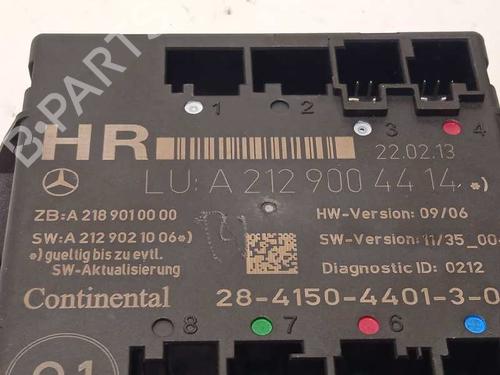 1 2 3 4
HR
22.02.13
LU: A 212 900 44 14 *)
ZB: A 218 901 00 00
HW-Version: 09/06
SW: A 212 902 10 06 *)
SW-Version: 11/35_00
*) gueltig bis zu evtl.
SW-Aktualisierung
Diagnostic ID: 0212
Continental
28-4150-4401-3-0
8 7 6 5
B-PARTS